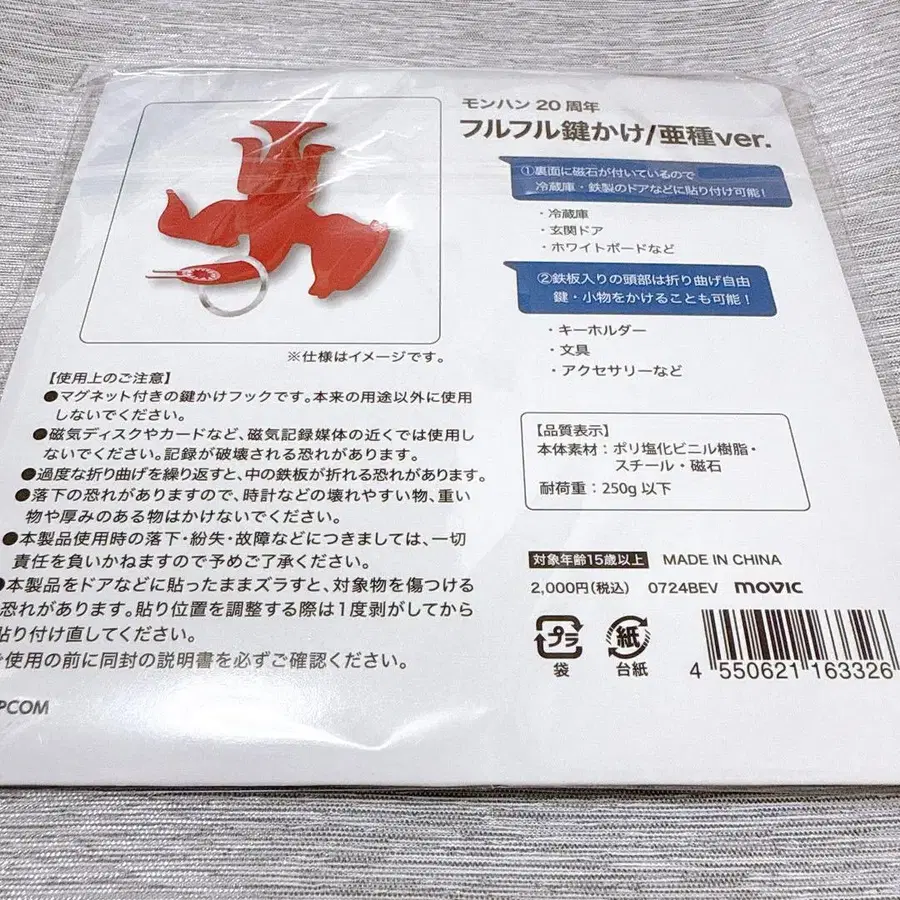 モンハン 20周年
フルフル鍵かけ/亜種ver.
①裏面に磁石が付いているので
冷蔵庫・鉄製のドアなどに貼り付け可能!
・冷蔵庫
・玄関ドア
・ホワイトボードなど
②鉄板入りの頭部は折り曲げ自由
鍵・小物をかけることも可能!
・キーホルダー
・文具
・アクセサリーなど
※仕様はイメージです。
【使用上のご注意】
●マグネット付きの鍵かけフックです。本来の用途以外に使用
しないでください。
●磁気ディスクやカードなど、磁気記録媒体の近くでは使用し
ないでください。記録が破壊される恐れがあります。
●過度な折り曲げを繰り返すと、中の鉄板が折れる恐れがあります。
●落下の恐れがありますので、時計などの壊れやすい物、重い
物や厚みのある物はかけないでください。
●本製品使用時の落下・紛失・故障などにつきましては、一切
責任を負いかねますので予めご了承ください。
●本製品をドアなどに貼ったままズラすと、対象物を傷つける
恐れがあります。貼り位置を調整する際は1度剥がしてから
貼り付け直してください。
使用の前に同封の説明書を必ずご確認ください。
PCOM
【品質表示】
本体素材：ポリ塩化ビニル樹脂・
スチール・磁石
耐荷重：250g以下
対象年齢15歳以上 MADE IN CHINA
2,000円(税込) 0724BEV movic
プラ
袋
紙
台紙
4 550621 163326